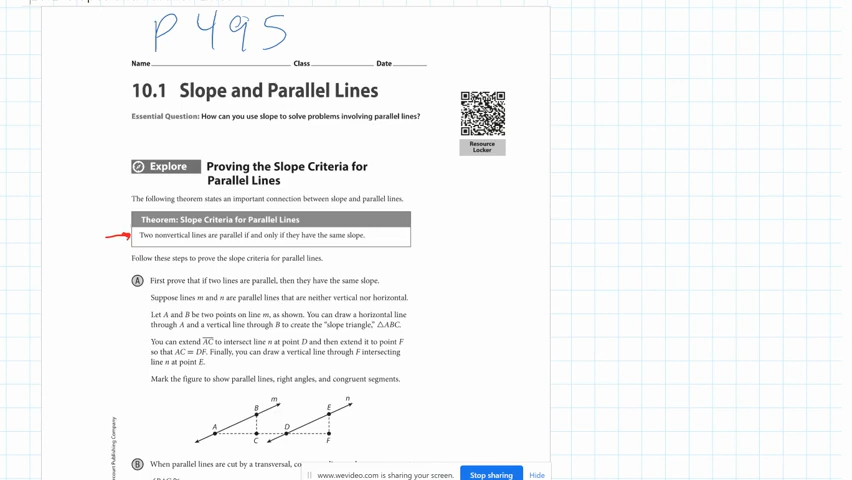 P 495
Name Class Date
10.1 Slope and Parallel Lines
Essential Question: How can you use slope to solve problems involving parallel lines?
Resource
Locker
Explore Proving the Slope Criteria for
Parallel Lines
The following theorem states an important connection between slope and parallel lines.
Theorem: Slope Criteria for Parallel Lines
Two nonvertical lines are parallel if and only if they have the same slope.
Follow these steps to prove the slope criteria for parallel lines.
A First prove that if two lines are parallel, then they have the same slope.
Suppose lines m and n are parallel lines that are neither vertical nor horizontal.
Let A and B be two points on line m, as shown. You can draw a horizontal line
through A and a vertical line through B to create the “slope triangle,” △ABC.
You can extend AC to intersect line n at point D and then extend it to point F
so that AC = DF. Finally, you can draw a vertical line through F intersecting
line n at point E.
Mark the figure to show parallel lines, right angles, and congruent segments.
m n
B E
A D
C F
B When parallel lines are cut by a transversal,
www.wevideo.com is sharing your screen. Stop sharing Hide
Publishing Company